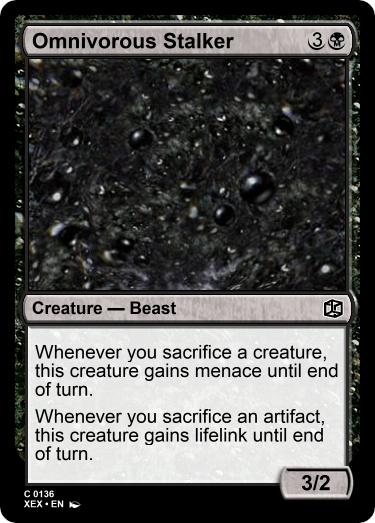 Omnivorous Stalker 3
Creature — Beast
Whenever you sacrifice a creature,
this creature gains menace until end
of turn.
Whenever you sacrifice an artifact,
this creature gains lifelink until end
of turn.
3/2
C 0136
XEX • EN